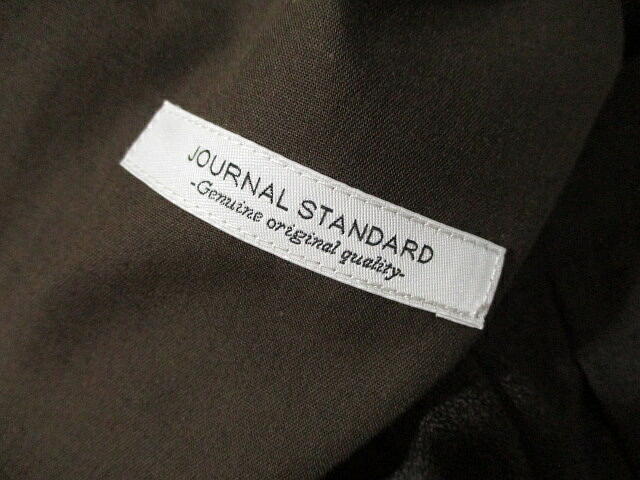 JOURNAL STANDARD
-Genuine original quality-